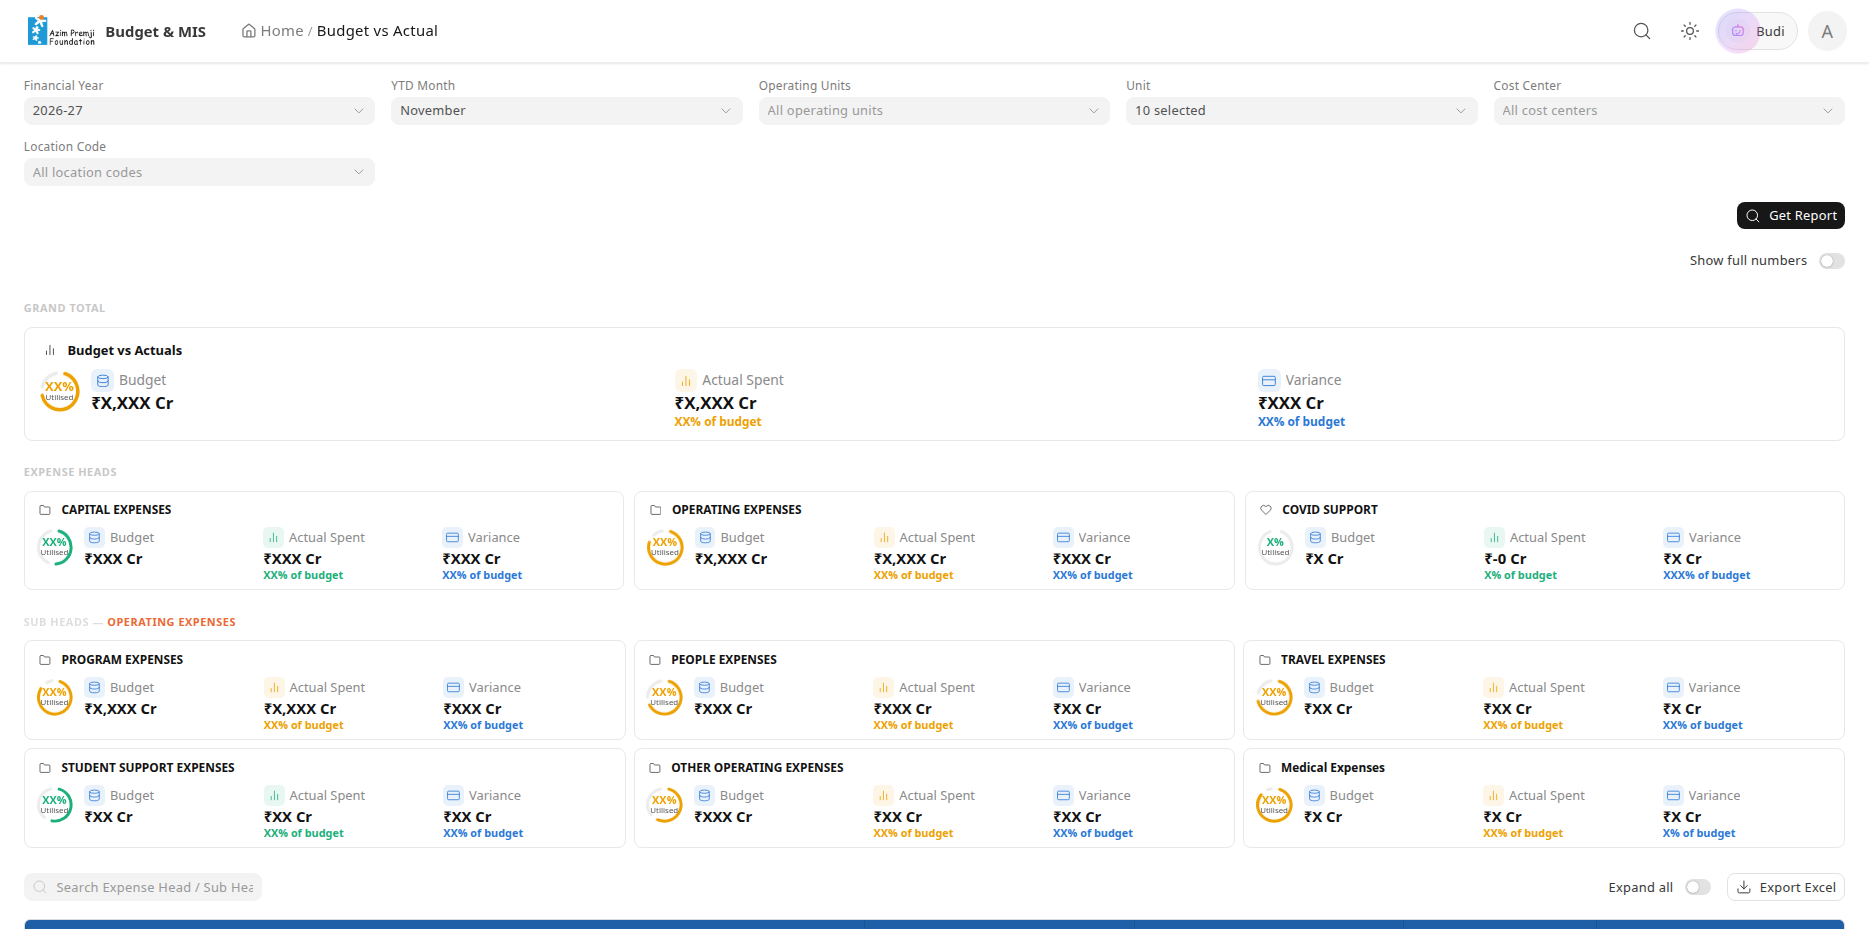 Azim Premji
Foundation
Budget & MIS
Home / Budget vs Actual
Budi
A
Financial Year
YTD Month
Operating Units
Unit
Cost Center
2026-27
November
All operating units
10 selected
All cost centers
Location Code
All location codes
Get Report
Show full numbers
GRAND TOTAL
Budget vs Actuals
XX%
Utilised
Budget
₹X,XXX Cr
Actual Spent
₹X,XXX Cr
XX% of budget
Variance
₹XXX Cr
XX% of budget
EXPENSE HEADS
CAPITAL EXPENSES
XX%
Utilised
Budget
₹XXX Cr
Actual Spent
₹XXX Cr
XX% of budget
Variance
₹XXX Cr
XX% of budget
OPERATING EXPENSES
XX%
Utilised
Budget
₹X,XXX Cr
Actual Spent
₹X,XXX Cr
XX% of budget
Variance
₹XXX Cr
XX% of budget
COVID SUPPORT
X%
Utilised
Budget
₹X Cr
Actual Spent
₹-0 Cr
X% of budget
Variance
₹X Cr
XXX% of budget
SUB HEADS — OPERATING EXPENSES
PROGRAM EXPENSES
XX%
Utilised
Budget
₹X,XXX Cr
Actual Spent
₹X,XXX Cr
XX% of budget
Variance
₹XXX Cr
XX% of budget
PEOPLE EXPENSES
XX%
Utilised
Budget
₹XXX Cr
Actual Spent
₹XXX Cr
XX% of budget
Variance
₹XX Cr
XX% of budget
TRAVEL EXPENSES
XX%
Utilised
Budget
₹XX Cr
Actual Spent
₹XX Cr
XX% of budget
Variance
₹X Cr
XX% of budget
STUDENT SUPPORT EXPENSES
XX%
Utilised
Budget
₹XX Cr
Actual Spent
₹XX Cr
XX% of budget
Variance
₹XX Cr
XX% of budget
OTHER OPERATING EXPENSES
XX%
Utilised
Budget
₹XXX Cr
Actual Spent
₹XX Cr
XX% of budget
Variance
₹XX Cr
XX% of budget
Medical Expenses
XX%
Utilised
Budget
₹X Cr
Actual Spent
₹X Cr
XX% of budget
Variance
₹X Cr
X% of budget
Search Expense Head / Sub Hea
Expand all
Export Excel